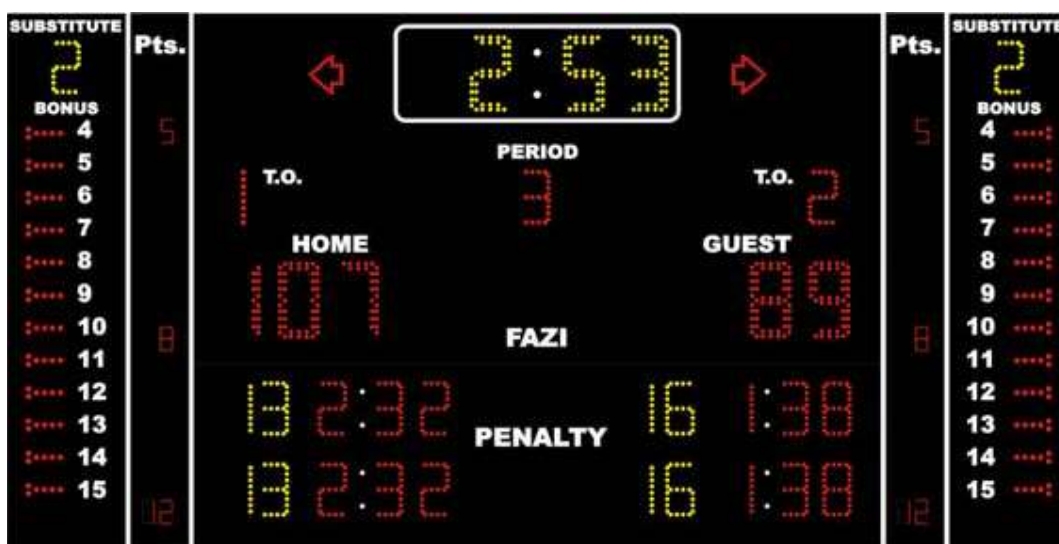 SUBSTITUTE
2
BONUS
4
5
6
7
8
9
10
11
12
13
14
15
Pts.
5
8
12
2:53
PERIOD
1 T.O. 3 T.O. 2
HOME GUEST
107 89
FAZI
13 2:32 16 1:38
PENALTY
13 2:32 16 1:38
Pts.
5
8
12
SUBSTITUTE
2
BONUS
4
5
6
7
8
9
10
11
12
13
14
15